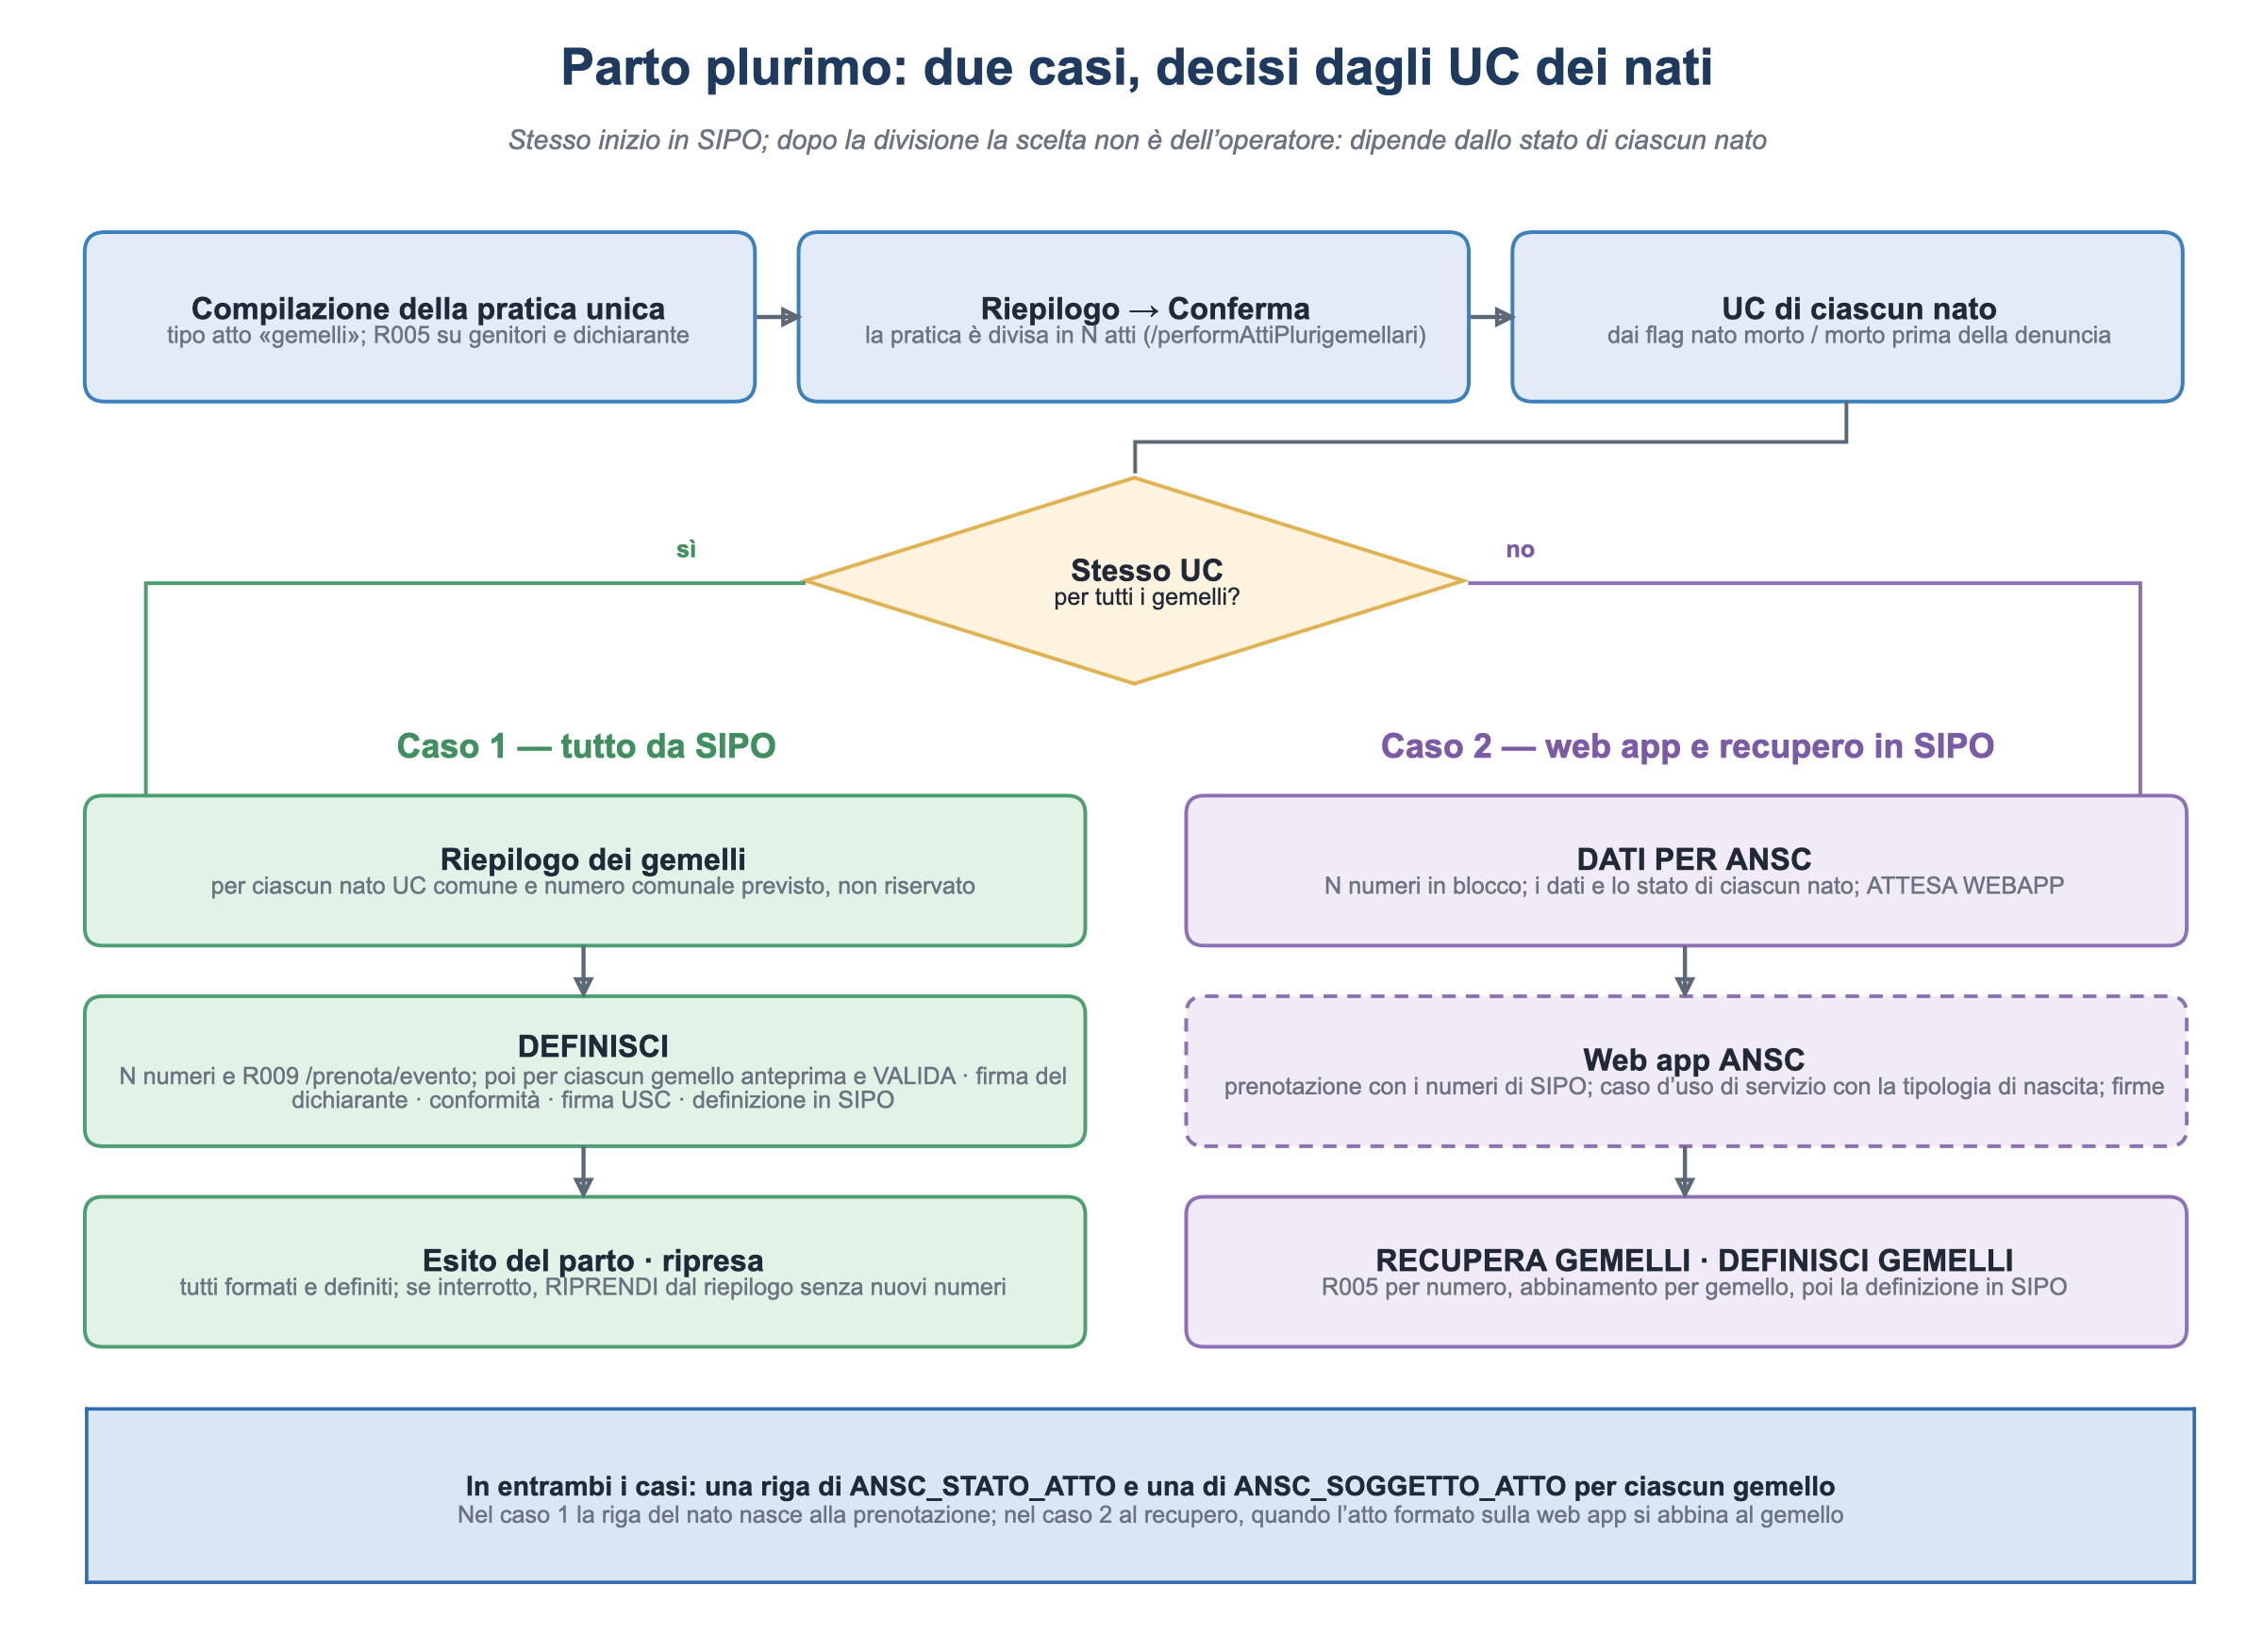 Parto plurimo: due casi, decisi dagli UC dei nati
Stesso inizio in SIPO; dopo la divisione la scelta non è dell’operatore: dipende dallo stato di ciascun nato
Compilazione della pratica unica
tipo atto «gemelli»; R005 su genitori e dichiarante
Riepilogo → Conferma
la pratica è divisa in N atti (/performAttiPlurigemellari)
UC di ciascun nato
dai flag nato morto / morto prima della denuncia
sì
no
Stesso UC
per tutti i gemelli?
Caso 1 — tutto da SIPO
Riepilogo dei gemelli
per ciascun nato UC comune e numero comunale previsto, non riservato
DEFINISCI
N numeri e R009 /prenota/evento; poi per ciascun gemello anteprima e VALIDA · firma del
dichiarante · conformità · firma USC · definizione in SIPO
Esito del parto · ripresa
tutti formati e definiti; se interrotto, RIPRENDI dal riepilogo senza nuovi numeri
Caso 2 — web app e recupero in SIPO
DATI PER ANSC
N numeri in blocco; i dati e lo stato di ciascun nato; ATTESA WEBAPP
Web app ANSC
prenotazione con i numeri di SIPO; caso d’uso di servizio con la tipologia di nascita; firme
RECUPERA GEMELLI · DEFINISCI GEMELLI
R005 per numero, abbinamento per gemello, poi la definizione in SIPO
In entrambi i casi: una riga di ANSC_STATO_ATTO e una di ANSC_SOGGETTO_ATTO per ciascun gemello
Nel caso 1 la riga del nato nasce alla prenotazione; nel caso 2 al recupero, quando l’atto formato sulla web app si abbina al gemello